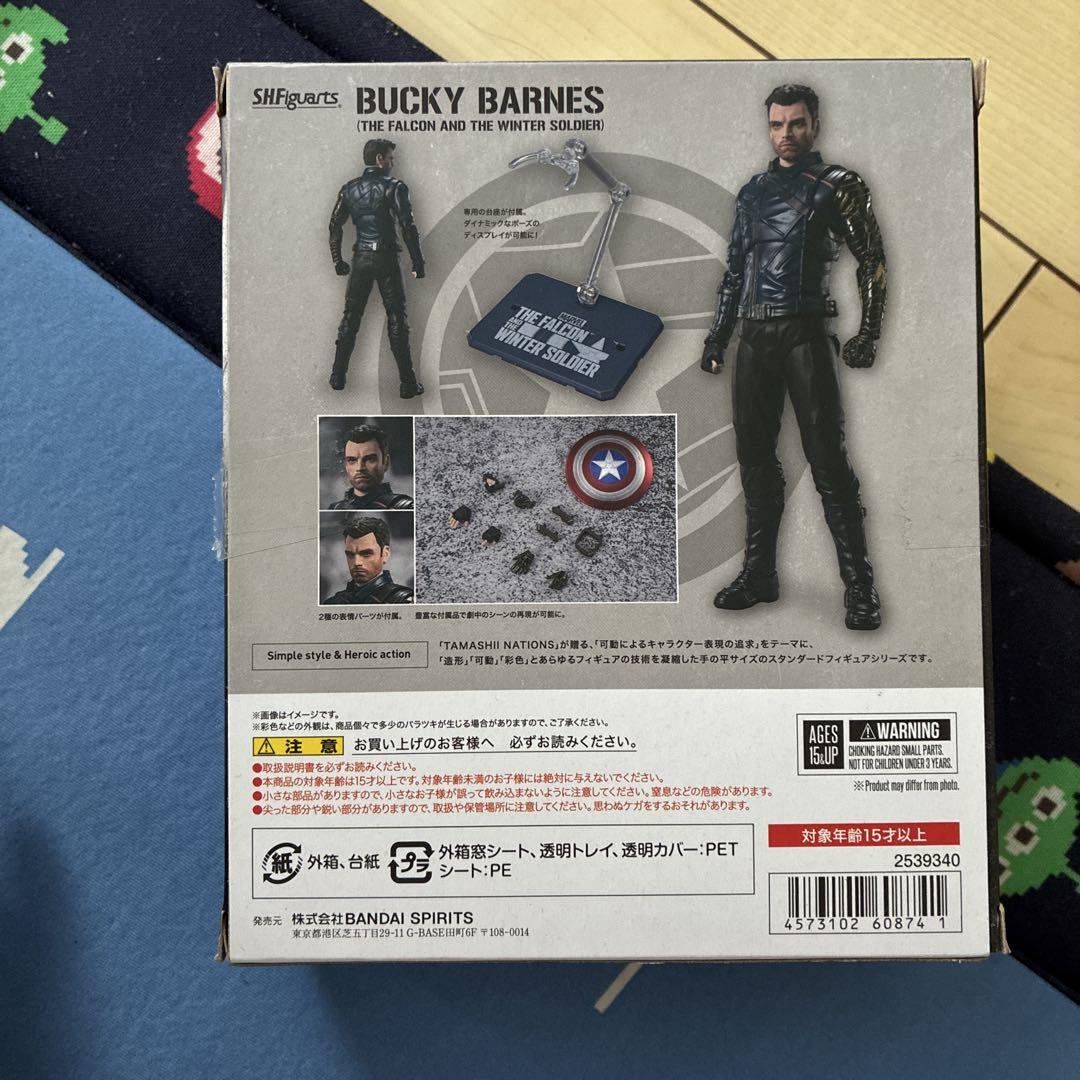 S.H.Figuarts
BUCKY BARNES
(THE FALCON AND THE WINTER SOLDIER)
専用の台座が付属。
ダイナミックなポーズの
ディスプレイが可能に!
MARVEL
THE FALCON
AND THE
WINTER SOLDIER
2種の表情パーツが付属。
豊富な付属品で劇中のシーンの再現が可能に。
Simple style & Heroic action
「TAMASHII NATIONS」が贈る、「可動によるキャラクター表現の追求」をテーマに、
「造形」「可動」「彩色」とあらゆるフィギュアの技術を凝縮した手の平サイズのスタンダードフィギュアシリーズです。
※画像はイメージです。
※彩色などの外観は、商品個々で多少のバラツキが生じる場合がありますので、ご了承ください。
注意 お買い上げのお客様へ 必ずお読みください。
●取扱説明書を必ずお読みください。
●本商品の対象年齢は15才以上です。対象年齢未満のお子様には絶対に与えないでください。
●小さな部品がありますので、小さなお子様が誤って飲み込まないように注意してください。窒息などの危険があります。
●尖った部分や鋭い部分がありますので、取扱や保管場所に注意してください。思わぬケガをするおそれがあります。
AGES
15&UP
WARNING
CHOKING HAZARD SMALL PARTS.
NOT FOR CHILDREN UNDER 3 YEARS.
※Product may differ from photo.
紙 外箱、台紙
プラ 外箱窓シート、透明トレイ、透明カバー:PET
シート:PE
対象年齢15才以上
2539340
4573102 60874 1
発売元 株式会社BANDAI SPIRITS
東京都港区芝五丁目29-11 G-BASE田町6F 〒108-0014